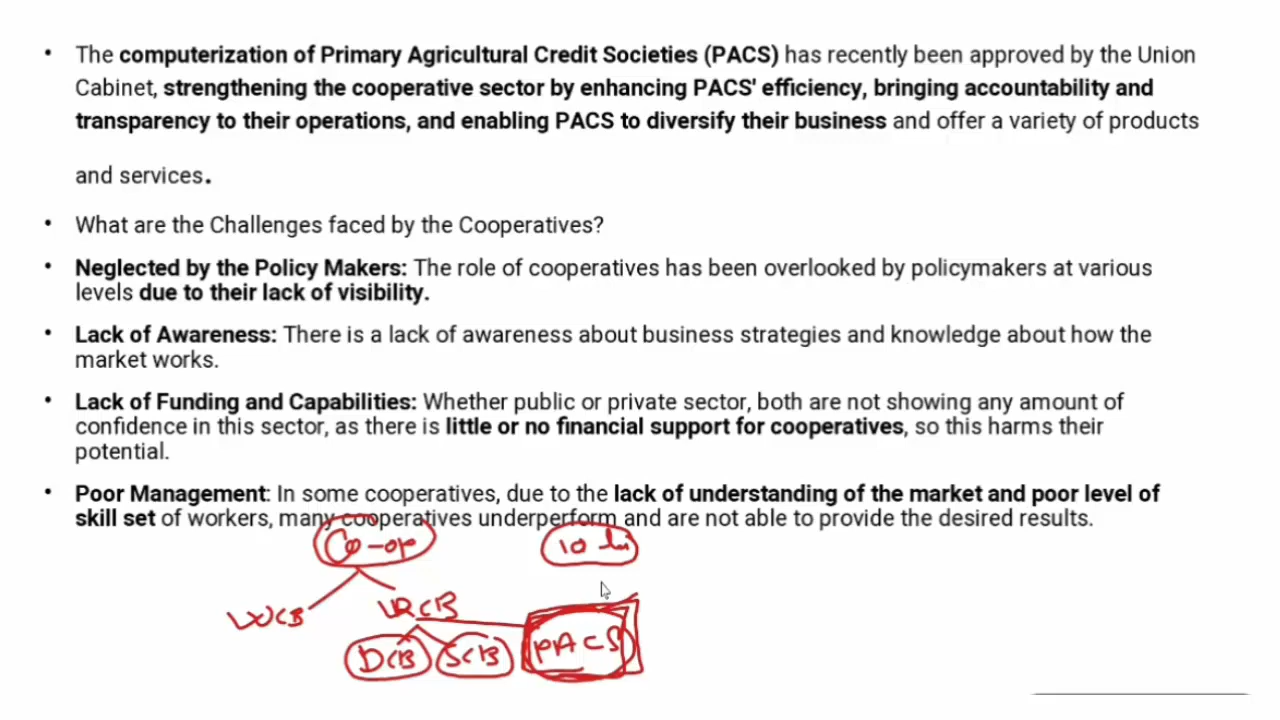 • The computerization of Primary Agricultural Credit Societies (PACS) has recently been approved by the Union
Cabinet, strengthening the cooperative sector by enhancing PACS' efficiency, bringing accountability and
transparency to their operations, and enabling PACS to diversify their business and offer a variety of products
and services.
• What are the Challenges faced by the Cooperatives?
• Neglected by the Policy Makers: The role of cooperatives has been overlooked by policymakers at various
levels due to their lack of visibility.
• Lack of Awareness: There is a lack of awareness about business strategies and knowledge about how the
market works.
• Lack of Funding and Capabilities: Whether public or private sector, both are not showing any amount of
confidence in this sector, as there is little or no financial support for cooperatives, so this harms their
potential.
• Poor Management: In some cooperatives, due to the lack of understanding of the market and poor level of
skill set of workers, many cooperatives underperform and are not able to provide the desired results.
Co-op 10
DCB SCB PACS